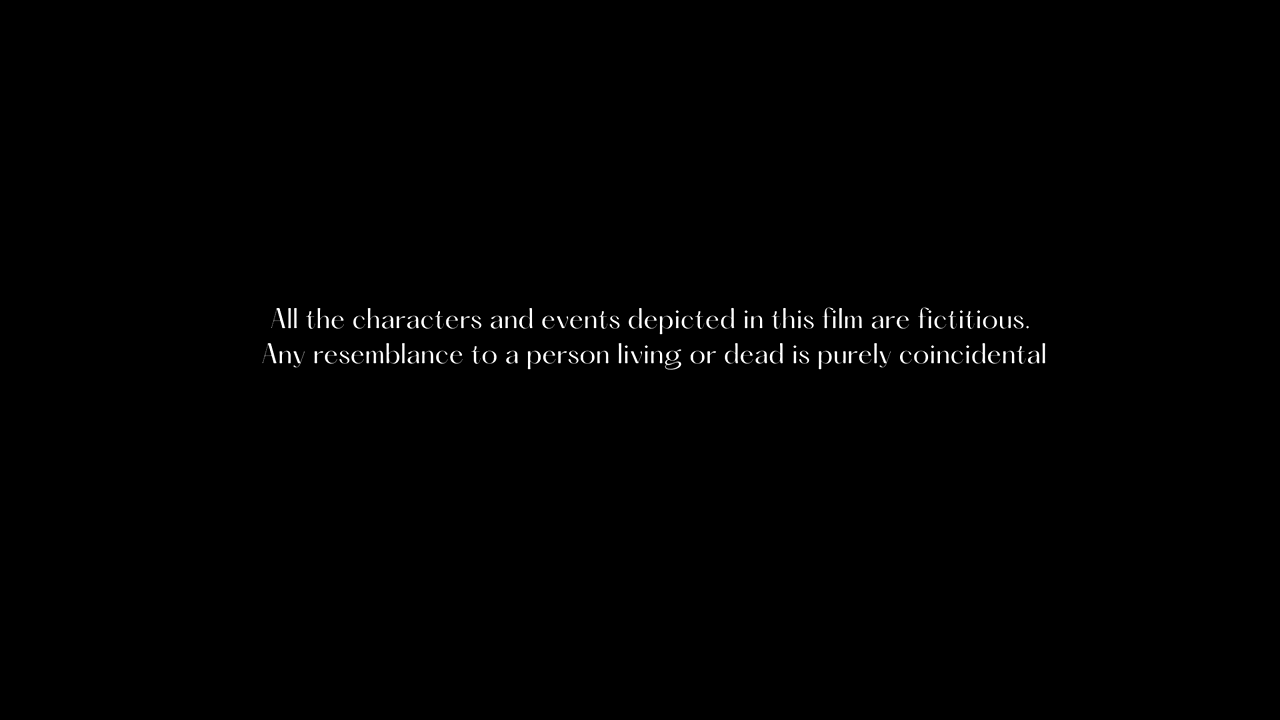 All the characters and events depicted in this film are fictitious.
Any resemblance to a person living or dead is purely coincidental